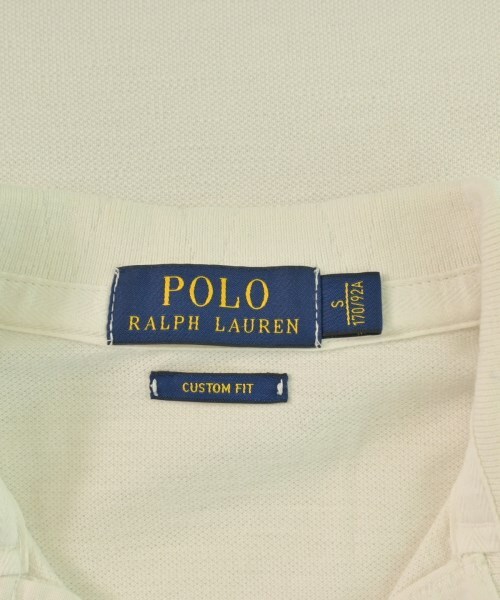 POLO
RALPH LAUREN
S
170/92A
CUSTOM FIT